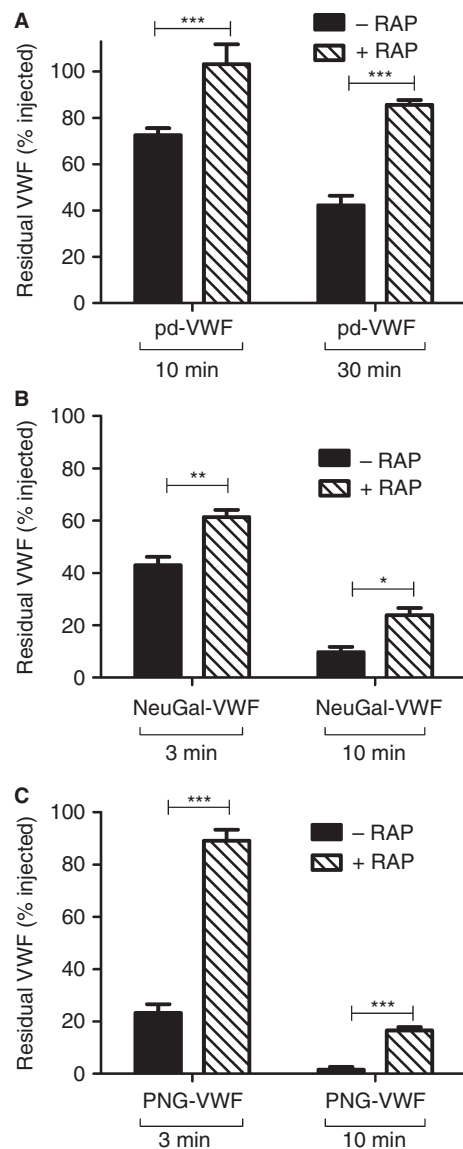 A
***
– RAP
+ RAP
***
Residual VWF (% injected)
100
80
60
40
20
0
pd-VWF
pd-VWF
10 min
30 min
B
Residual VWF (% injected)
100
80
60
40
20
0
– RAP
+ RAP
**
*
NeuGal-VWF
NeuGal-VWF
3 min
10 min
C
Residual VWF (% injected)
100
80
60
40
20
0
***
– RAP
+ RAP
***
PNG-VWF
PNG-VWF
3 min
10 min